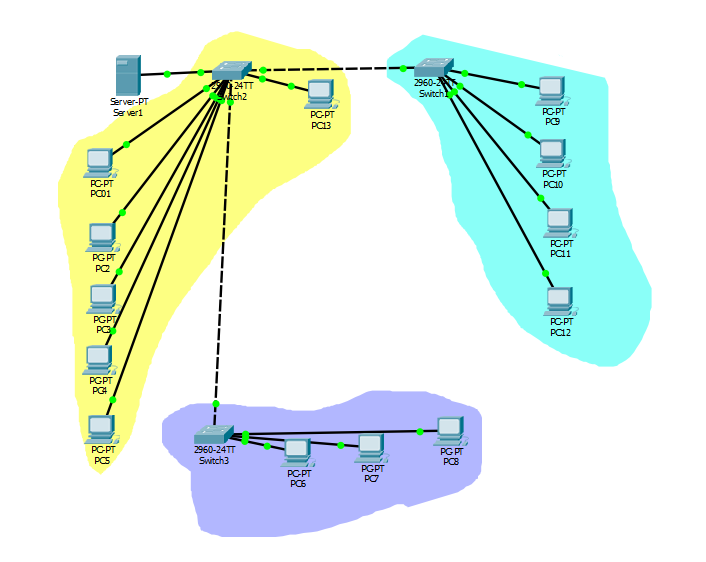 2960-24TT
Switch2
Server-PT
Server1
PC-PT
PC13
2960-24TT
Switch1
PC-PT
PC9
PC-PT
PC10
PC-PT
PC01
PC-PT
PC2
PC-PT
PC11
PC-PT
PC3
PC-PT
PC12
PC-PT
PC4
PC-PT
PC5
2960-24TT
Switch3
PC-PT
PC6
PC-PT
PC7
PC-PT
PC8